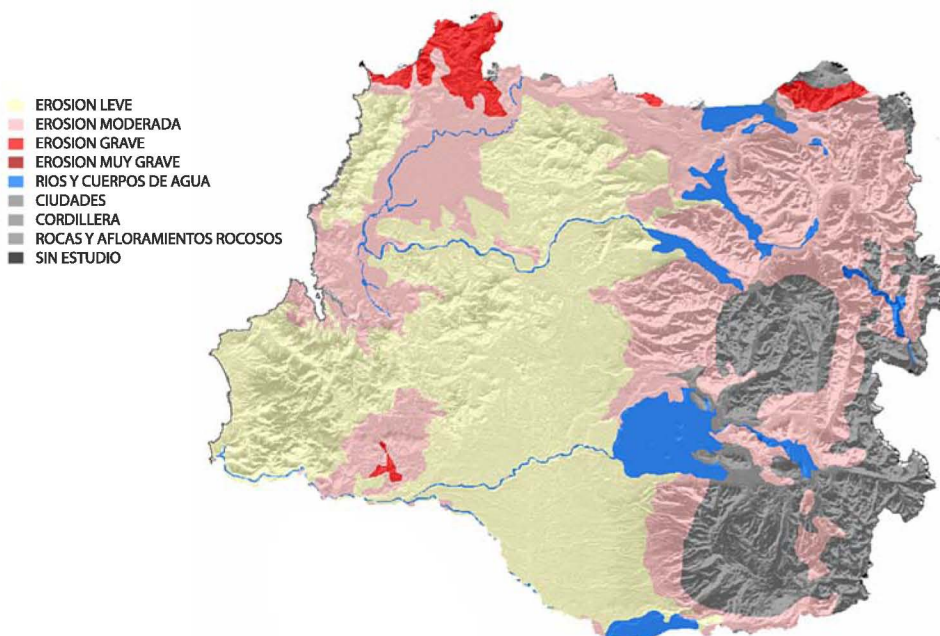 EROSION LEVE
EROSION MODERADA
EROSION GRAVE
EROSION MUY GRAVE
RIOS Y CUERPOS DE AGUA
CIUDADES
CORDILLERA
ROCAS Y AFLORAMIENTOS ROCOSOS
SIN ESTUDIO